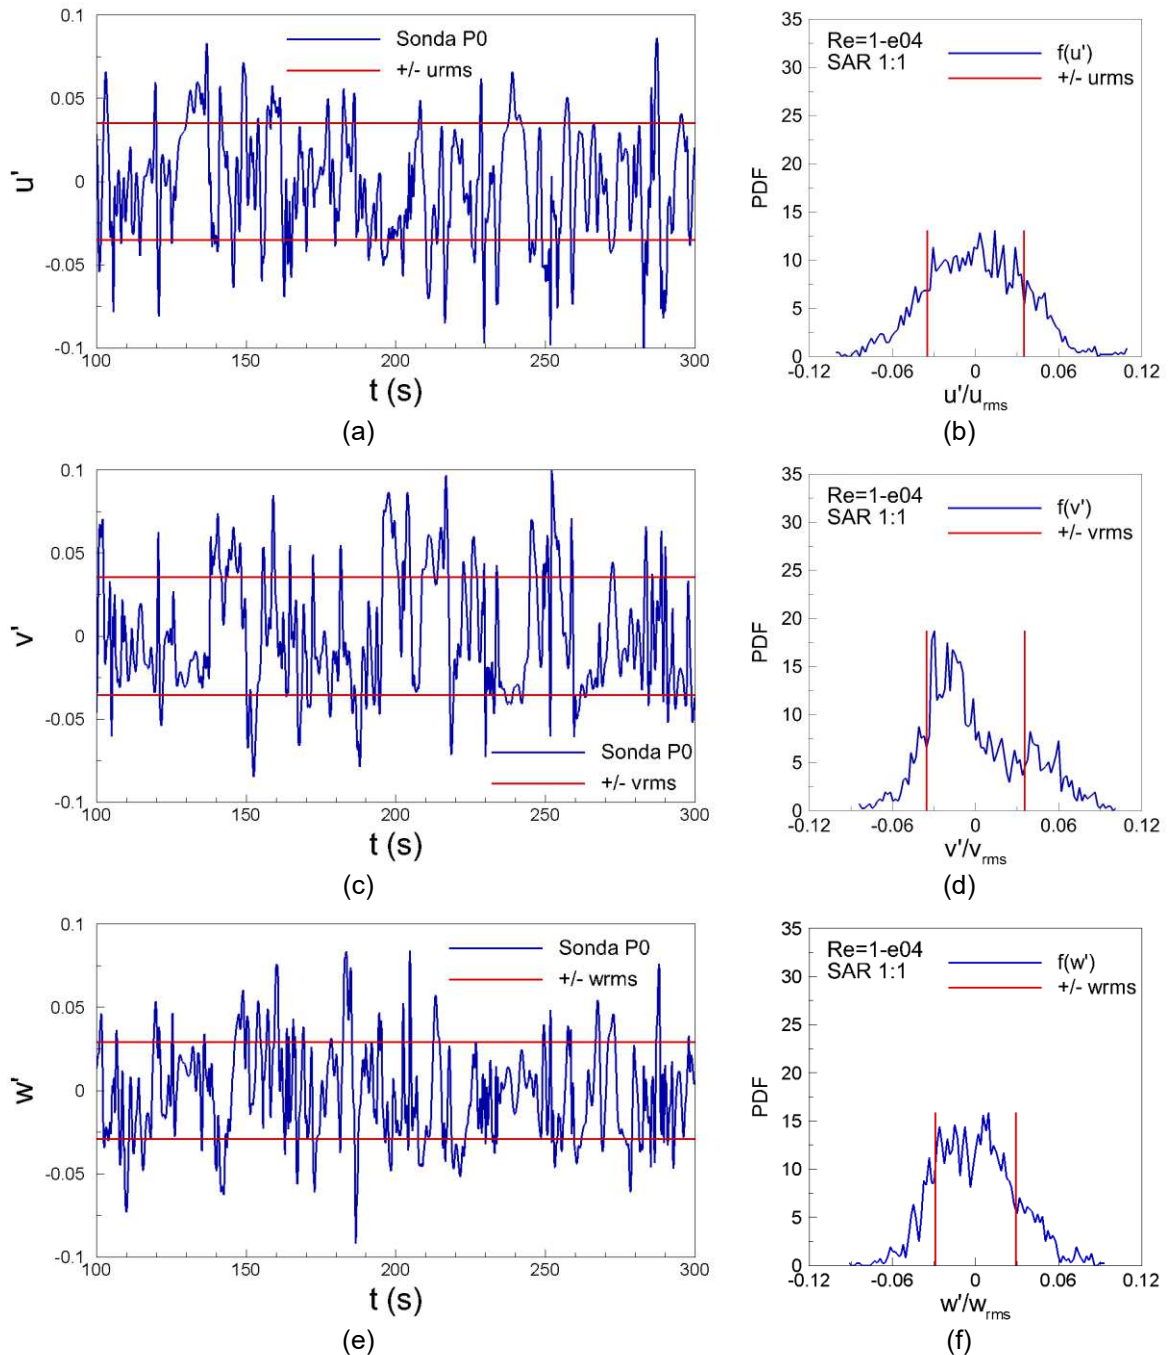 0.1
0.05
0
-0.05
-0.1
u'
Sonda P0
+/- urms
100 150 200 250 300
t (s)
(a)
35
30
25
20
15
10
5
0
PDF
Re=1-e04
SAR 1:1
f(u')
+/- urms
-0.12 -0.06 0 0.06 0.12
u'/urms
(b)
0.1
0.05
0
-0.05
-0.1
v'
Sonda P0
+/- vrms
100 150 200 250 300
t (s)
(c)
35
30
25
20
15
10
5
0
PDF
Re=1-e04
SAR 1:1
f(v')
+/- vrms
-0.12 -0.06 0 0.06 0.12
v'/vrms
(d)
0.1
0.05
0
-0.05
-0.1
w'
Sonda P0
+/- wrms
100 150 200 250 300
t (s)
(e)
35
30
25
20
15
10
5
0
PDF
Re=1-e04
SAR 1:1
f(w')
+/- wrms
-0.12 -0.06 0 0.06 0.12
w'/wrms
(f)